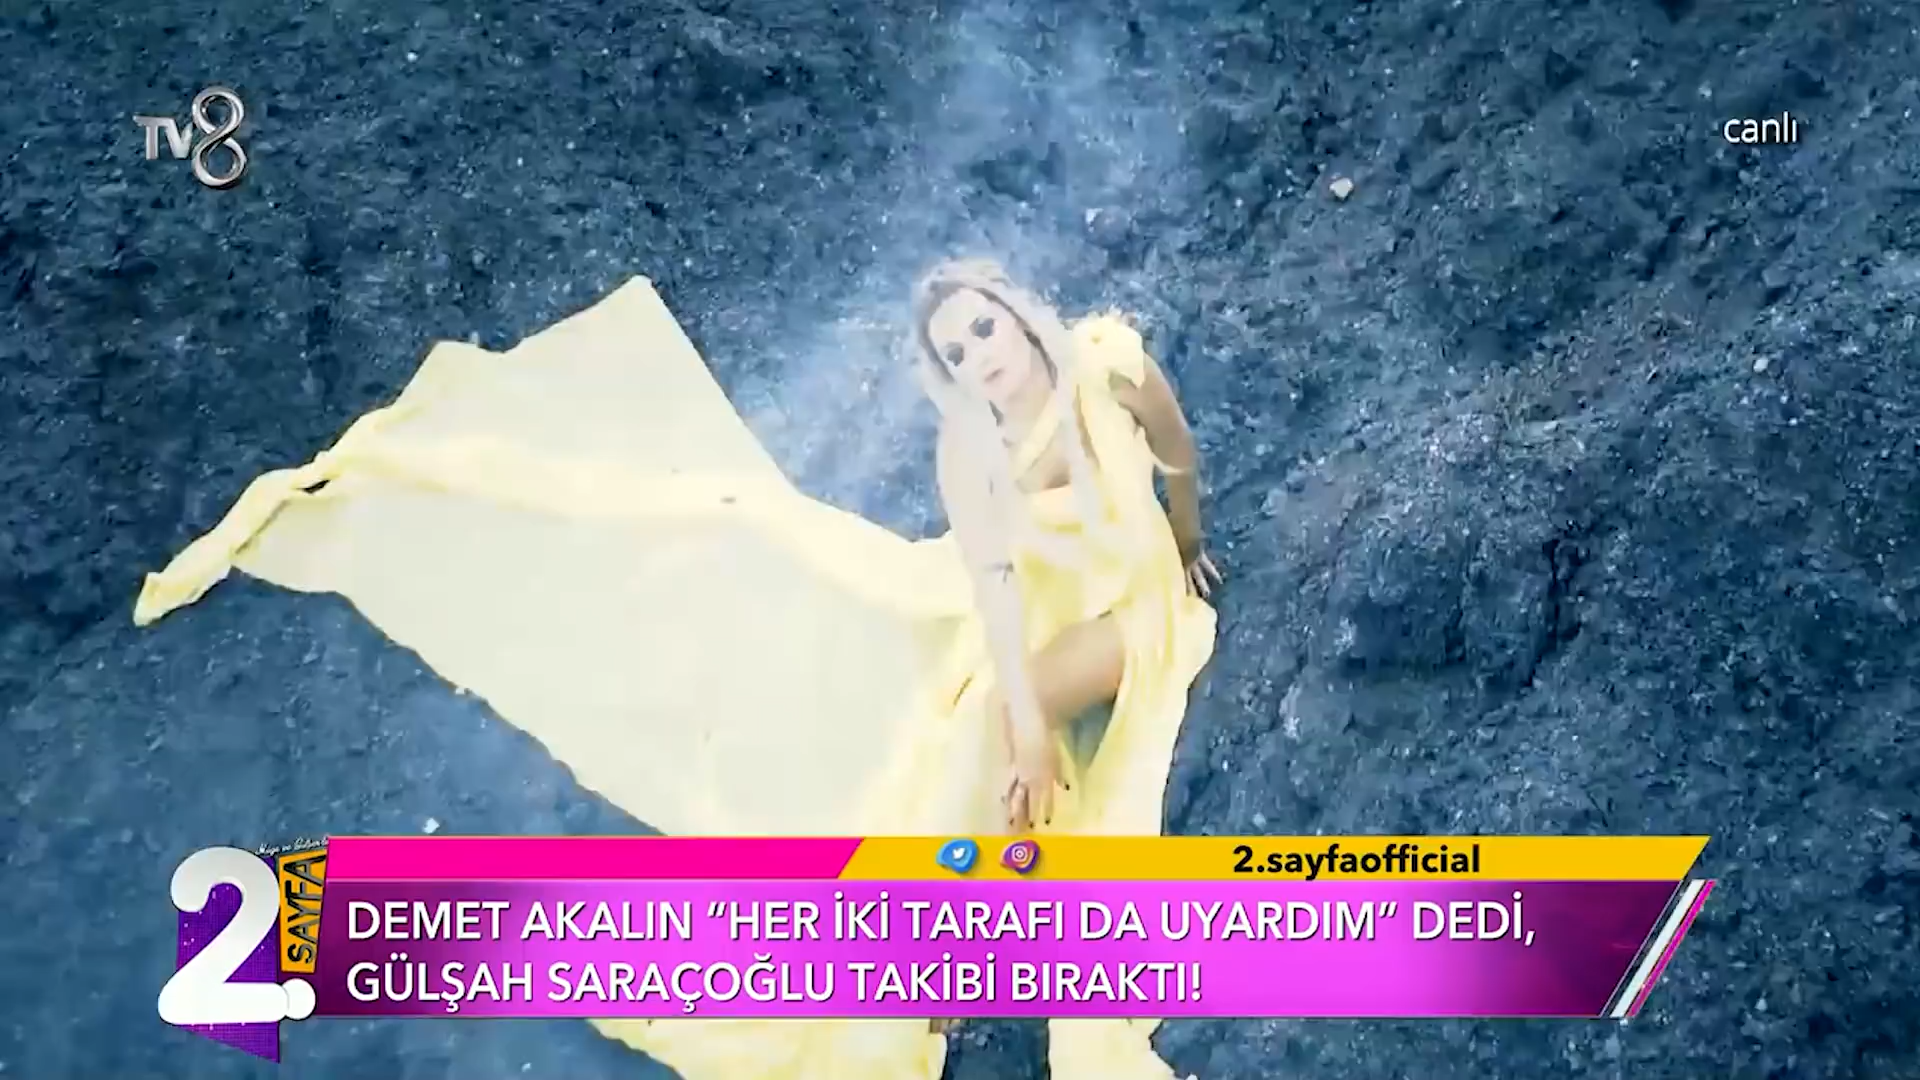 TV8
canlı
2.sayfaofficial
2. SAYFA
DEMET AKALIN “HER İKİ TARAFI DA UYARDIM” DEDİ,
GÜLŞAH SARAÇOĞLU TAKİBİ BIRAKTI!